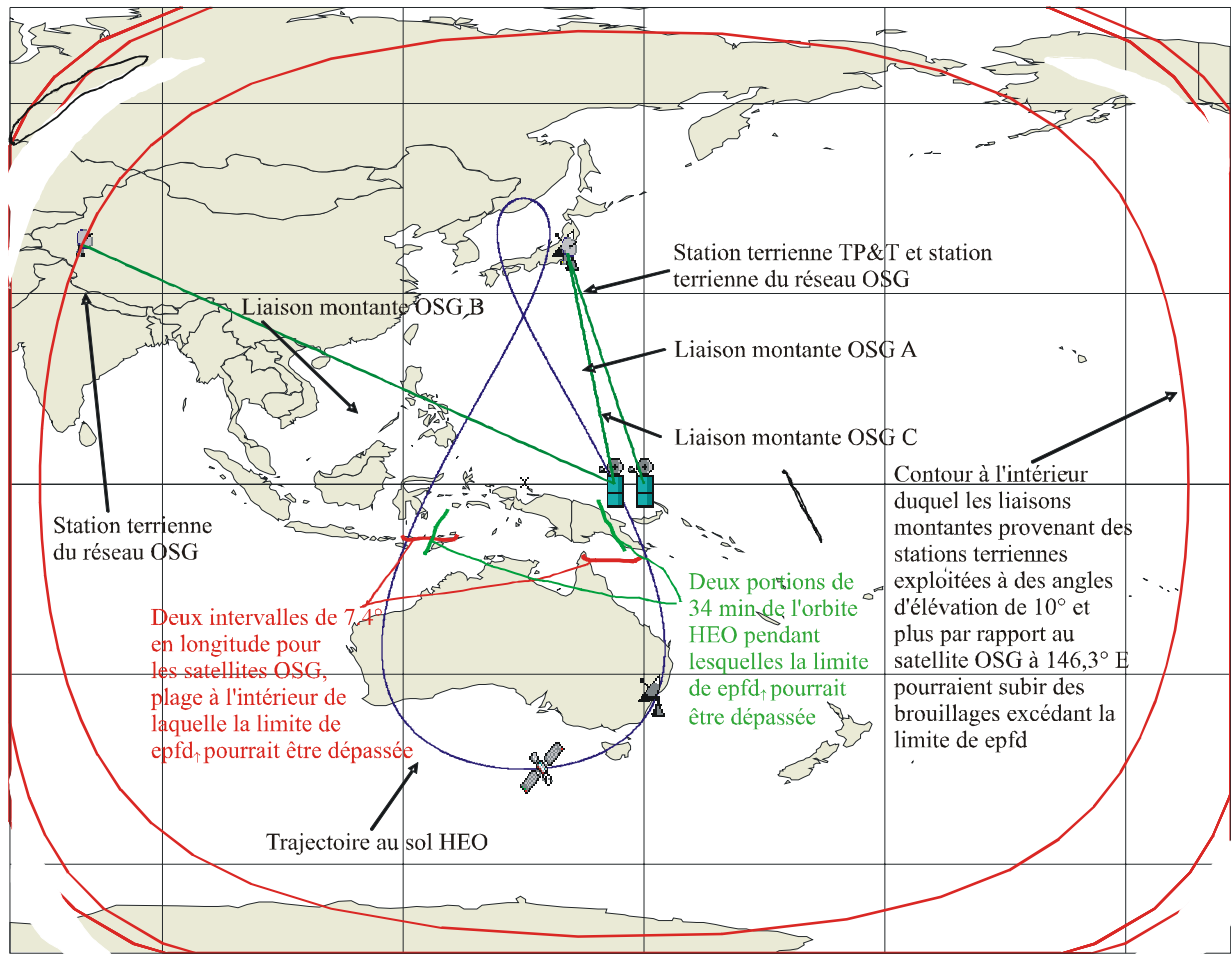 Station terrienne TP&T et station
terrienne du réseau OSG
Liaison montante OSG B
Liaison montante OSG A
Liaison montante OSG C
Contour à l'intérieur
duquel les liaisons
montantes provenant des
stations terriennes
exploitées à des angles
d'élévation de 10° et
plus par rapport au
satellite OSG à 146,3° E
pourraient subir des
brouillages excédant la
limite de epfd
Station terrienne
du réseau OSG
Deux portions de
34 min de l'orbite
HEO pendant
lesquelles la limite
de epfd↑ pourrait
être dépassée
Deux intervalles de 7,4°
en longitude pour
les satellites OSG,
plage à l'intérieur de
laquelle la limite de
epfd↑ pourrait être dépassée
Trajectoire au sol HEO